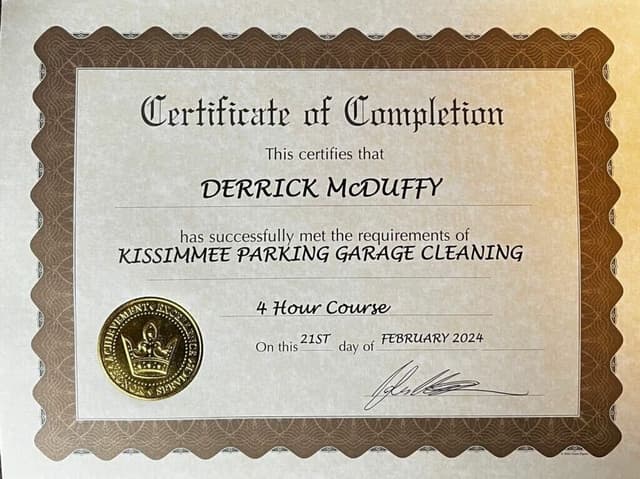 Certificate of Completion
This certifies that
DERRICK McDUFFY
has successfully met the requirements of
KISSIMMEE PARKING GARAGE CLEANING
4 Hour Course
On this 21ST day of FEBRUARY 2024